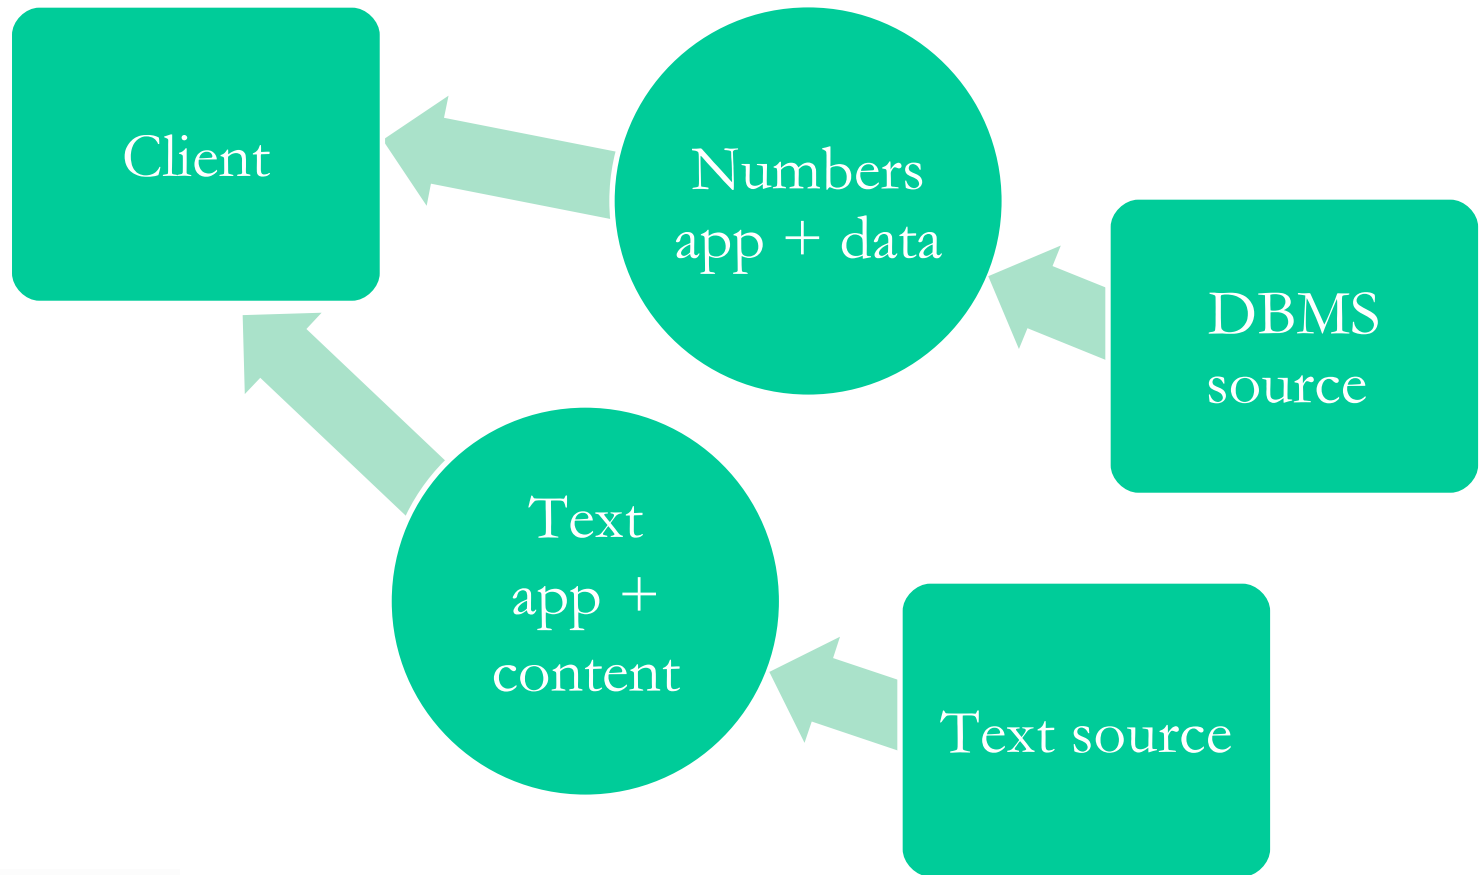 Client
Numbers
app + data
DBMS
source
Text
app +
content
Text source